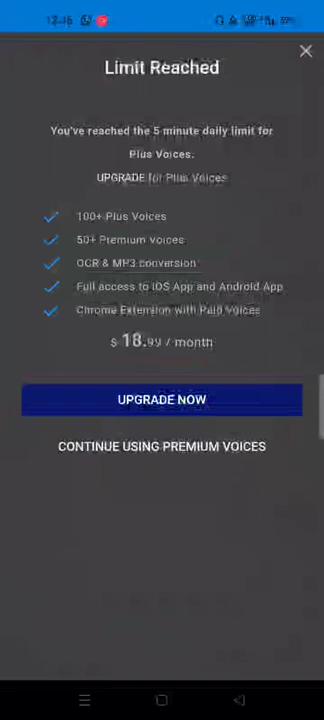 Limit Reached
You've reached the 5 minute daily limit for
Plus Voices.
UPGRADE for Plus Voices
100+ Plus Voices
50+ Premium voices
OCR & MP3 conversion
Full access to iOS App and Android App
Chrome Extension with Paid Voices
$ 18.99 / month
UPGRADE NOW
CONTINUE USING PREMIUM VOICES